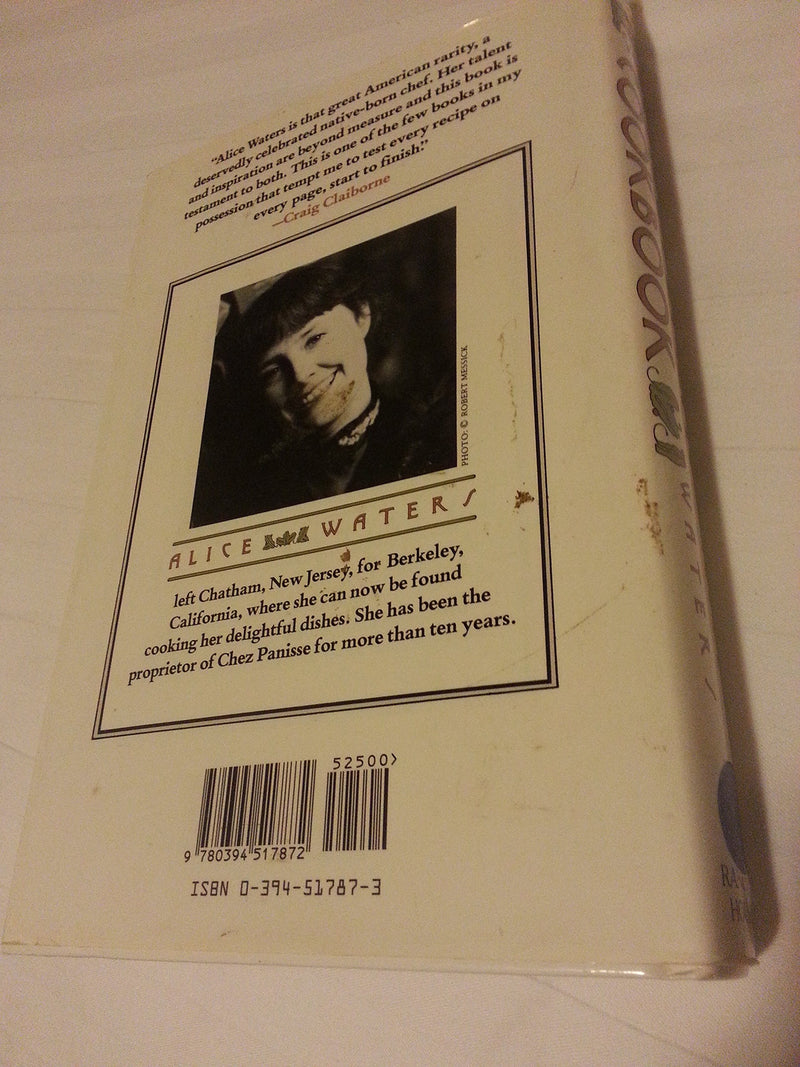 “Alice Waters is that great American rarity, a
deservedly celebrated native-born chef. Her talent
and inspiration are beyond measure and this book is
testament to both. This is one of the few books in my
possession that tempt me to test every recipe on
every page, start to finish.”
—Craig Claiborne
PHOTO: © ROBERT MESSICK
ALICE WATERS
left Chatham, New Jersey, for Berkeley,
California, where she can now be found
cooking her delightful dishes. She has been the
proprietor of Chez Panisse for more than ten years.
52500>
9 780394 517872
ISBN 0-394-51787-3
COOKBOOK
WATERS